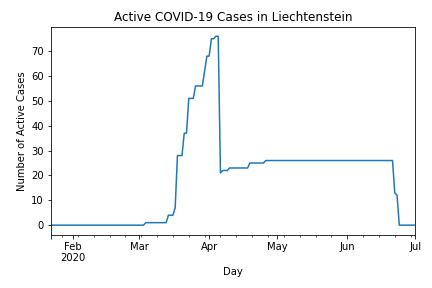 Active COVID-19 Cases in Liechtenstein
Number of Active Cases
70
60
50
40
30
20
10
0
Feb
2020
Mar
Apr
May
Jun
Jul
Day